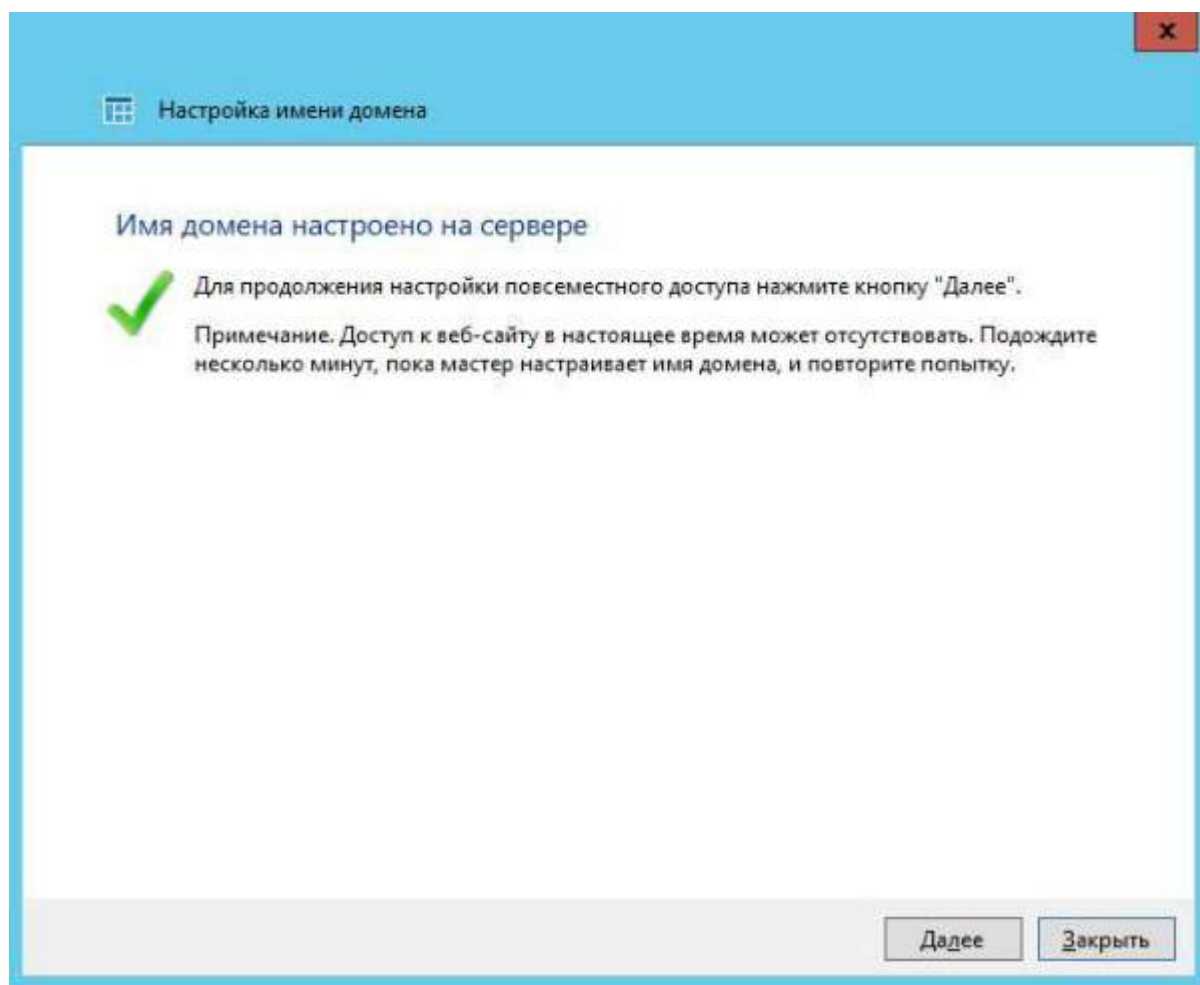 x
Настройка имени домена
Имя домена настроено на сервере
Для продолжения настройки повсеместного доступа нажмите кнопку "Далее".
Примечание. Доступ к веб-сайту в настоящее время может отсутствовать. Подождите
несколько минут, пока мастер настраивает имя домена, и повторите попытку.
Далее Закрыть